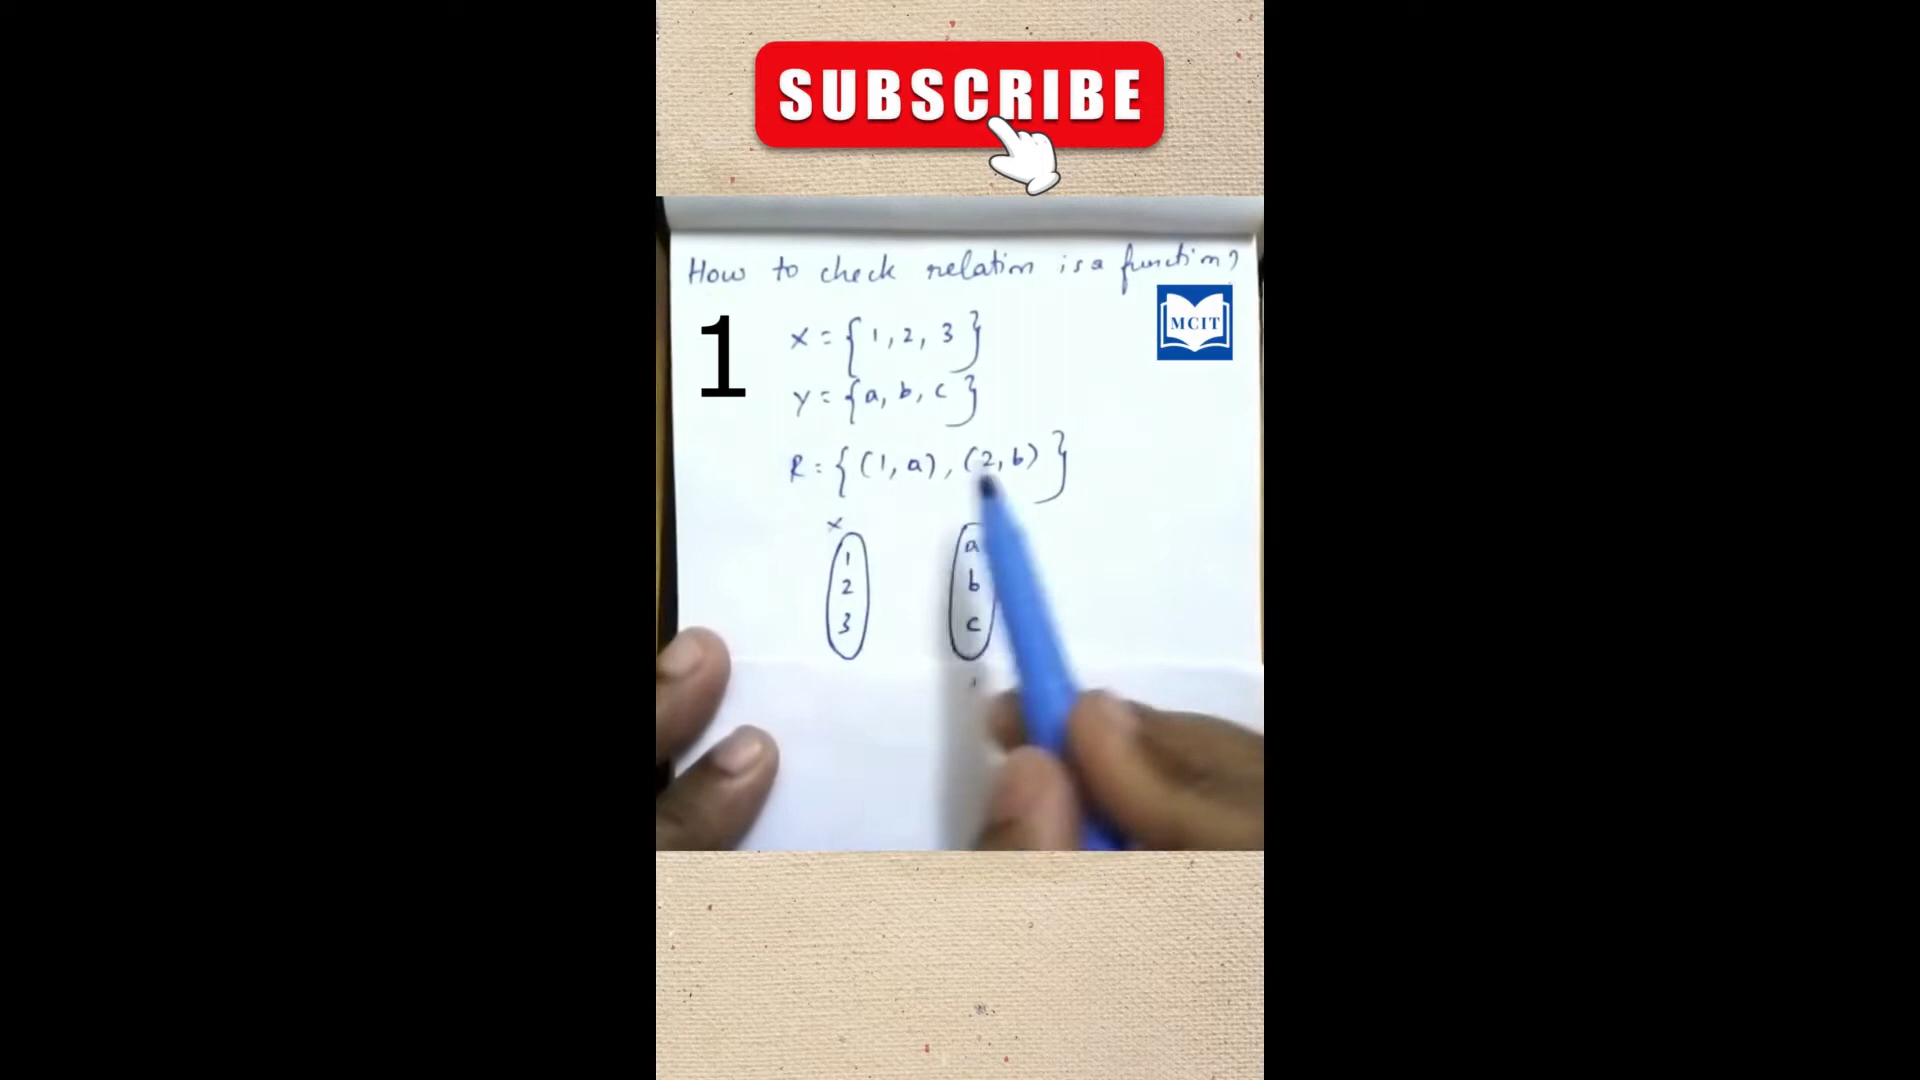 SUBSCRIBE
How to check relation is a function?
MCIT
1
X = {1, 2, 3}
Y = {a, b, c}
R = {(1, a), (2, b)}
X
1 a
2 b
3 c